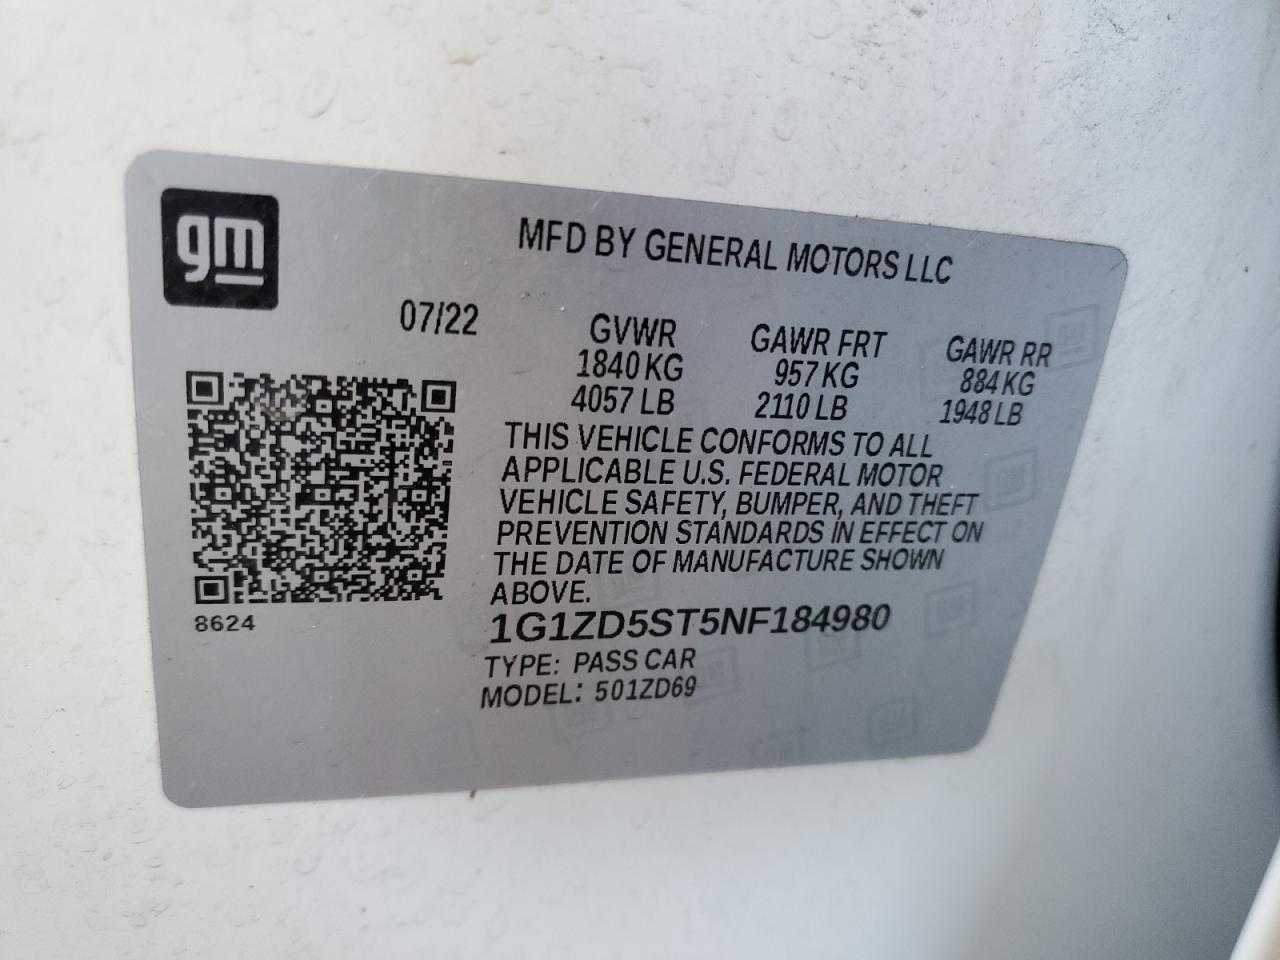 gm
MFD BY GENERAL MOTORS LLC
07/22
GVWR GAWR FRT GAWR RR
1840 KG 957 KG 884 KG
4057 LB 2110 LB 1948 LB
THIS VEHICLE CONFORMS TO ALL
APPLICABLE U.S. FEDERAL MOTOR
VEHICLE SAFETY, BUMPER, AND THEFT
PREVENTION STANDARDS IN EFFECT ON
THE DATE OF MANUFACTURE SHOWN
ABOVE.
8624
1G1ZD5ST5NF184980
TYPE: PASS CAR
MODEL: 501ZD69